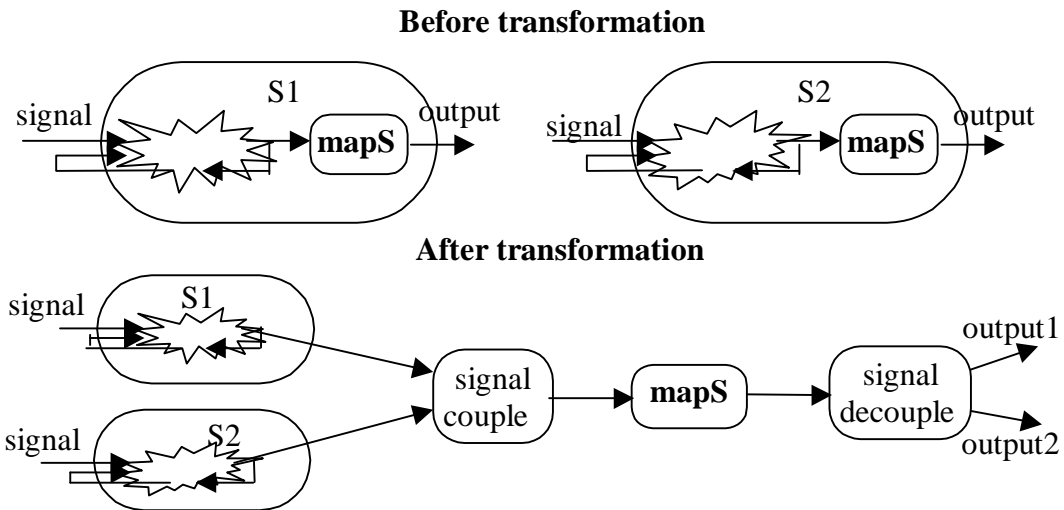 Before transformation
S1
signal
mapS
output
S2
signal
mapS
output
After transformation
S1
signal
S2
signal
signal
couple
mapS
signal
decouple
output1
output2